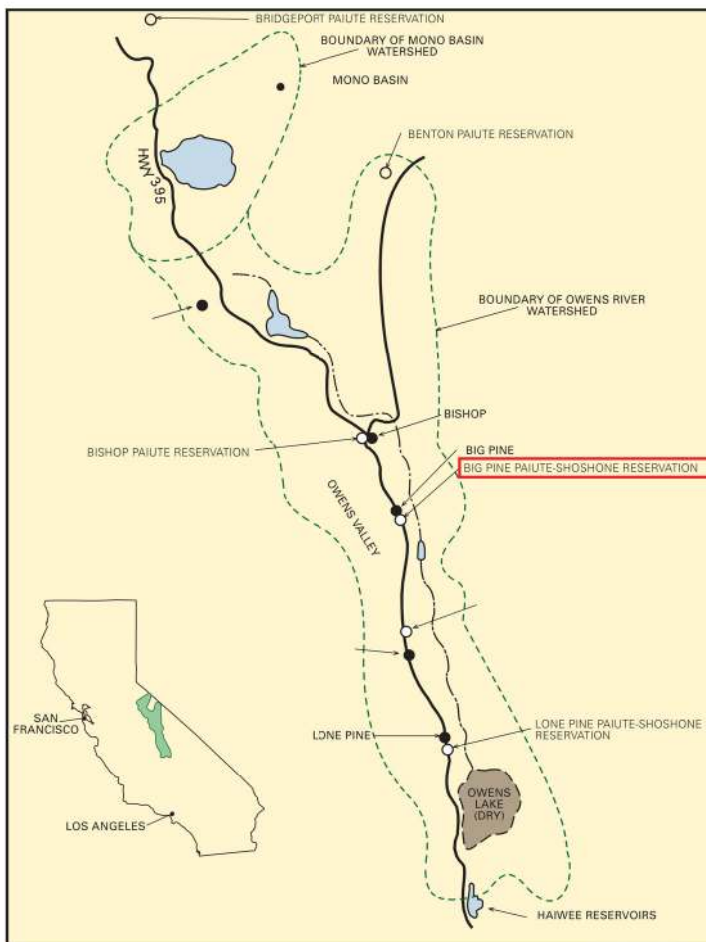 BRIDGEPORT PAIUTE RESERVATION
BOUNDARY OF MONO BASIN
WATERSHED
MONO BASIN
BENTON PAIUTE RESERVATION
HWY 395
BOUNDARY OF OWENS RIVER
WATERSHED
BISHOP
BISHOP PAIUTE RESERVATION
BIG PINE
BIG PINE PAIUTE-SHOSHONE RESERVATION
OWENS VALLEY
SAN
FRANCISCO
LOS ANGELES
LONE PINE
LONE PINE PAIUTE-SHOSHONE
RESERVATION
OWENS
LAKE
(DRY)
HAIWEE RESERVOIRS